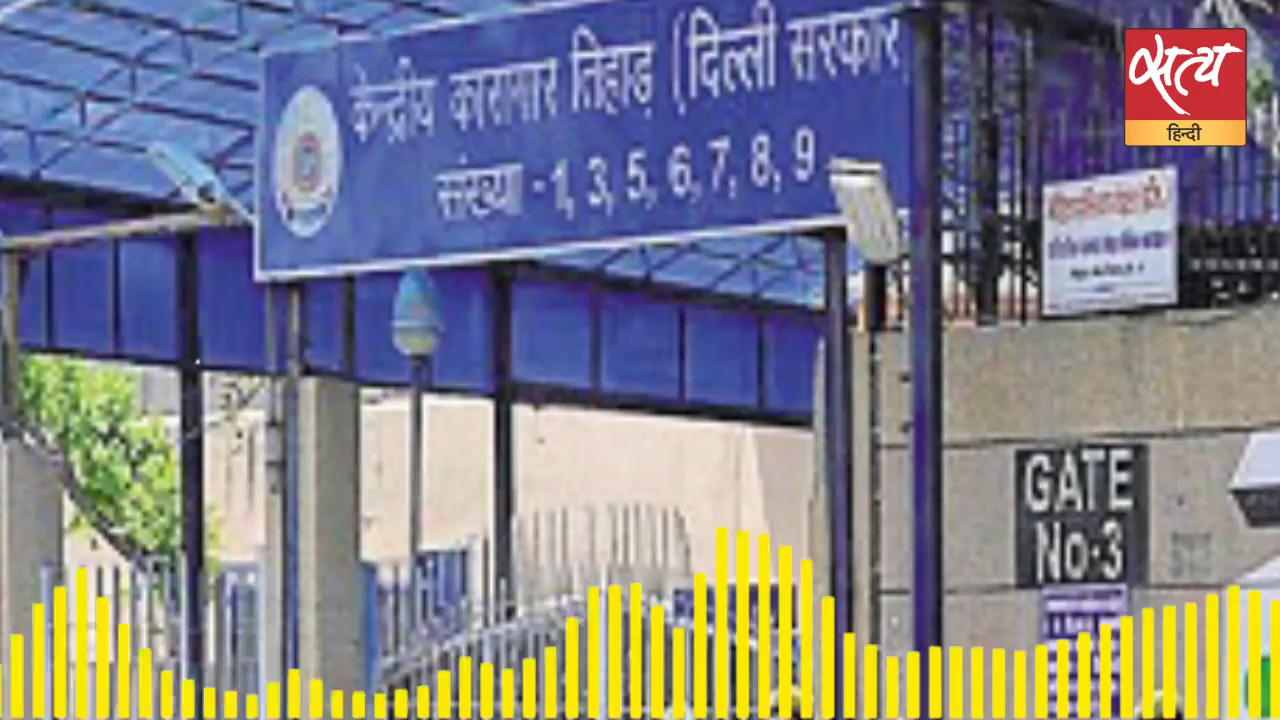 केन्द्रीय कारागार तिहाड़ (दिल्ली सरकार
संख्या - 1, 3, 5, 6, 7, 8, 9
सत्य
हिन्दी
GATE
No:3